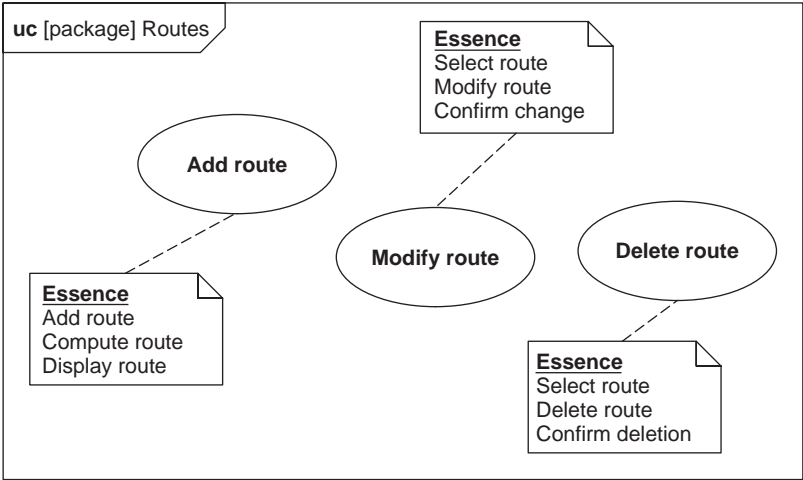 uc [package] Routes
Essence
Select route
Modify route
Confirm change
Add route
Modify route
Delete route
Essence
Add route
Compute route
Display route
Essence
Select route
Delete route
Confirm deletion